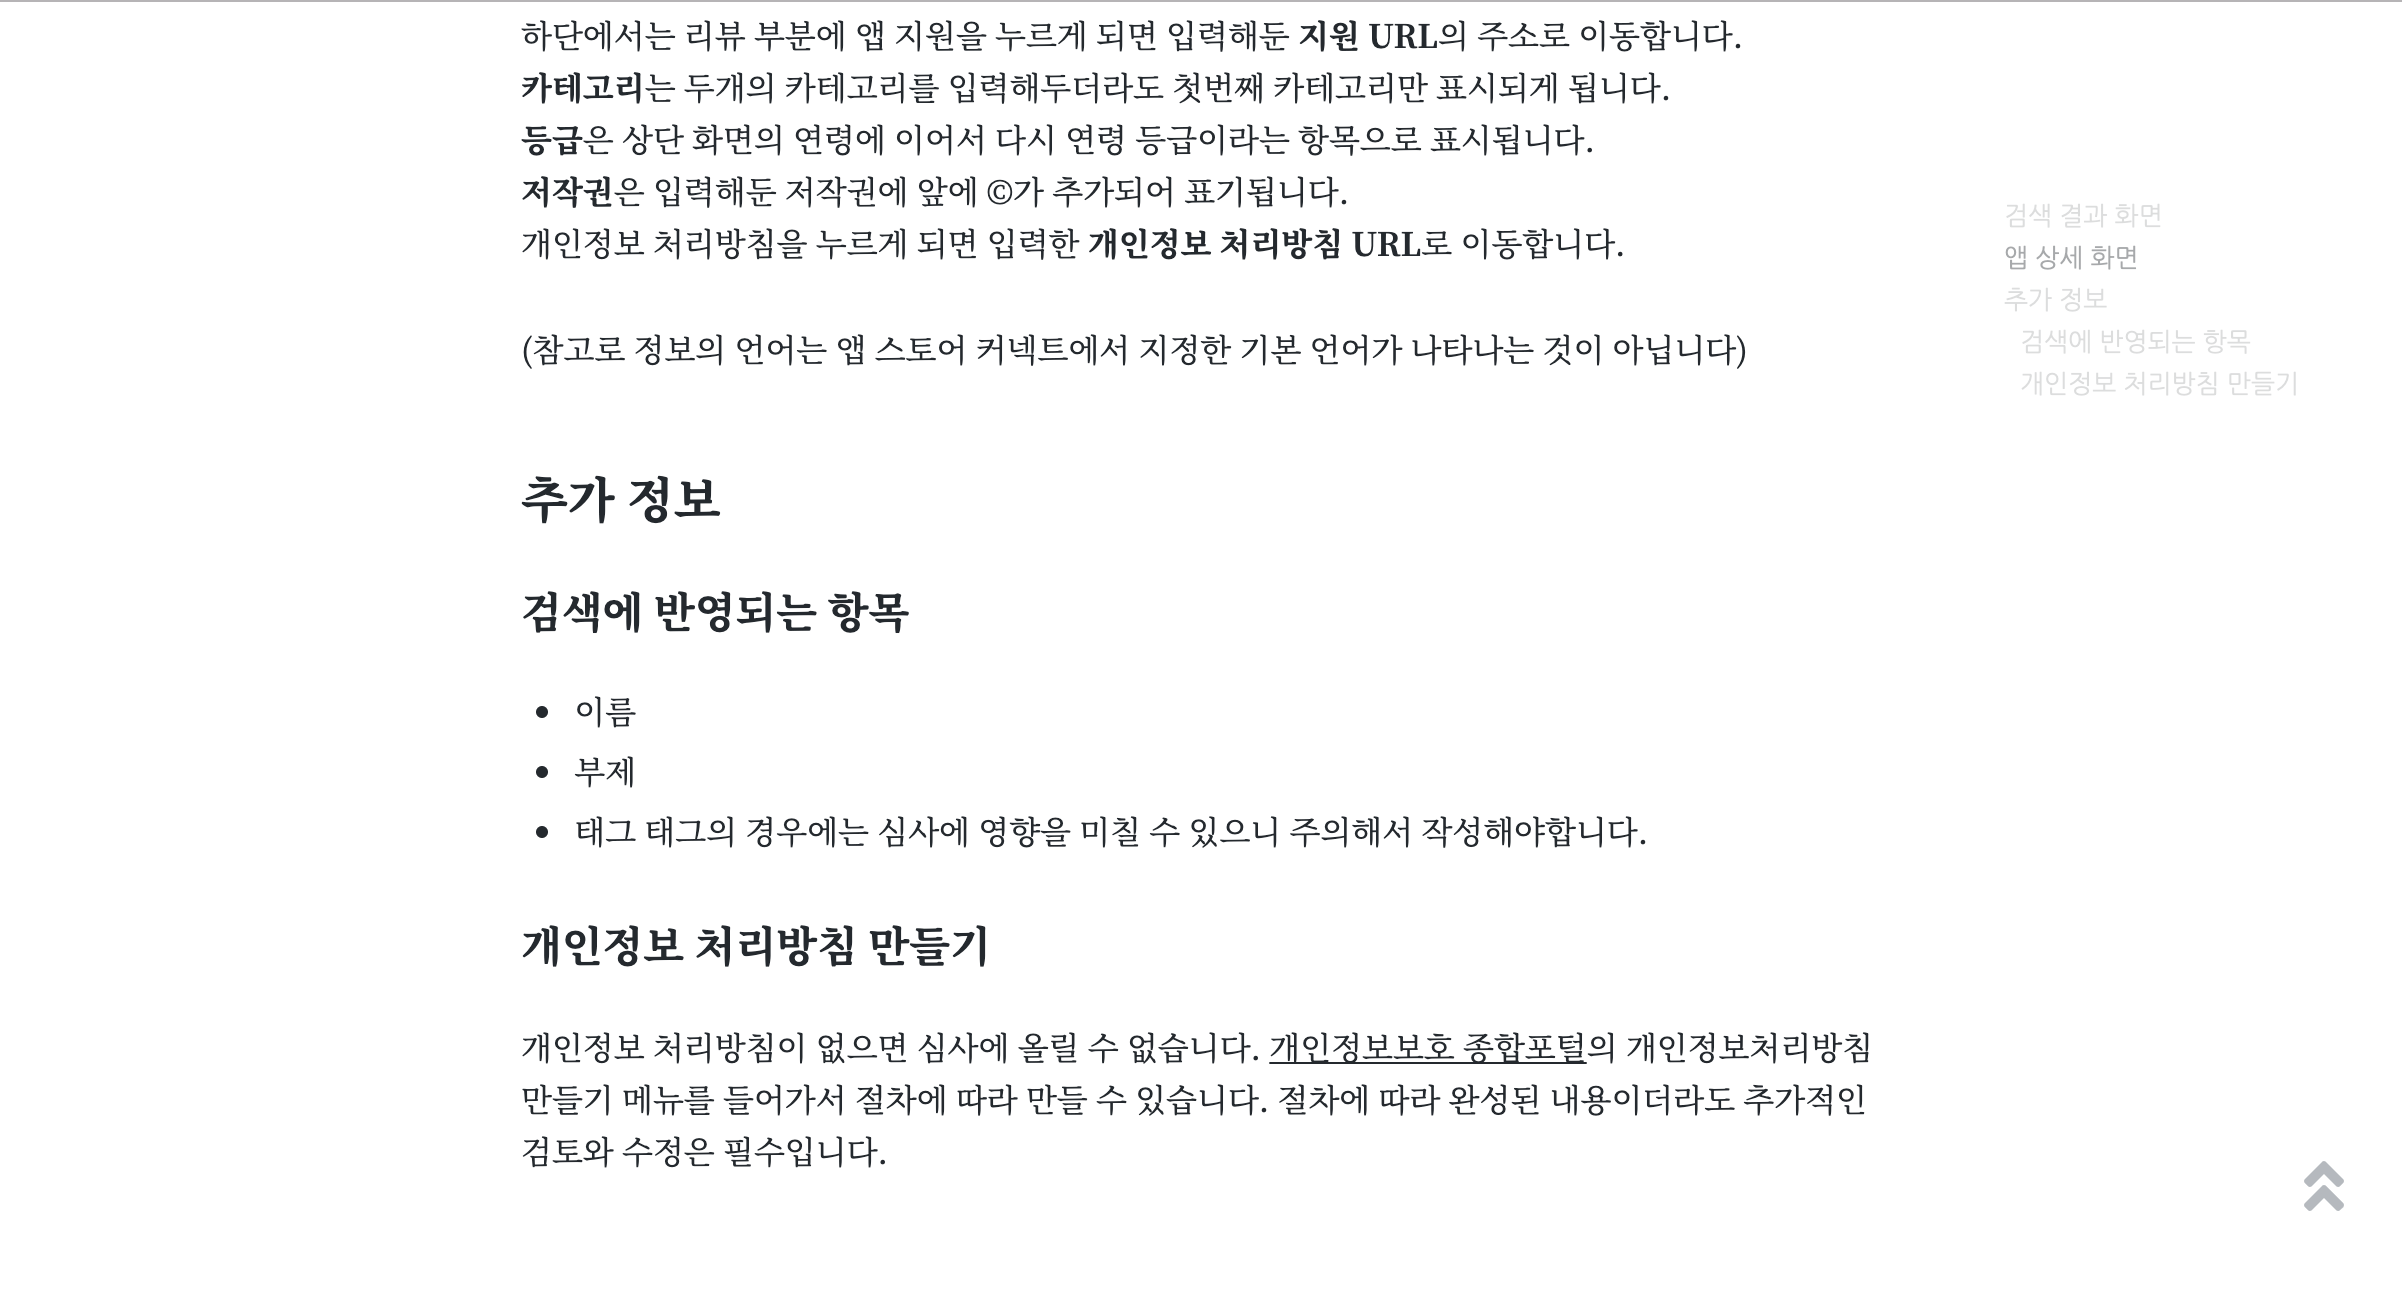 하단에서는 리뷰 부분에 앱 지원을 누르게 되면 입력해둔 지원 URL의 주소로 이동합니다.
카테고리는 두개의 카테고리를 입력해두더라도 첫번째 카테고리만 표시되게 됩니다.
등급은 상단 화면의 연령에 이어서 다시 연령 등급이라는 항목으로 표시됩니다.
저작권은 입력해둔 저작권에 앞에 ©가 추가되어 표기됩니다.
개인정보 처리방침을 누르게 되면 입력한 개인정보 처리방침 URL로 이동합니다.
(참고로 정보의 언어는 앱 스토어 커넥트에서 지정한 기본 언어가 나타나는 것이 아닙니다)
추가 정보
검색에 반영되는 항목
• 이름
• 부제
• 태그 태그의 경우에는 심사에 영향을 미칠 수 있으니 주의해서 작성해야합니다.
개인정보 처리방침 만들기
개인정보 처리방침이 없으면 심사에 올릴 수 없습니다. 개인정보보호 종합포털의 개인정보처리방침
만들기 메뉴를 들어가서 절차에 따라 만들 수 있습니다. 절차에 따라 완성된 내용이더라도 추가적인
검토와 수정은 필수입니다.
검색 결과 화면
앱 상세 화면
추가 정보
검색에 반영되는 항목
개인정보 처리방침 만들기